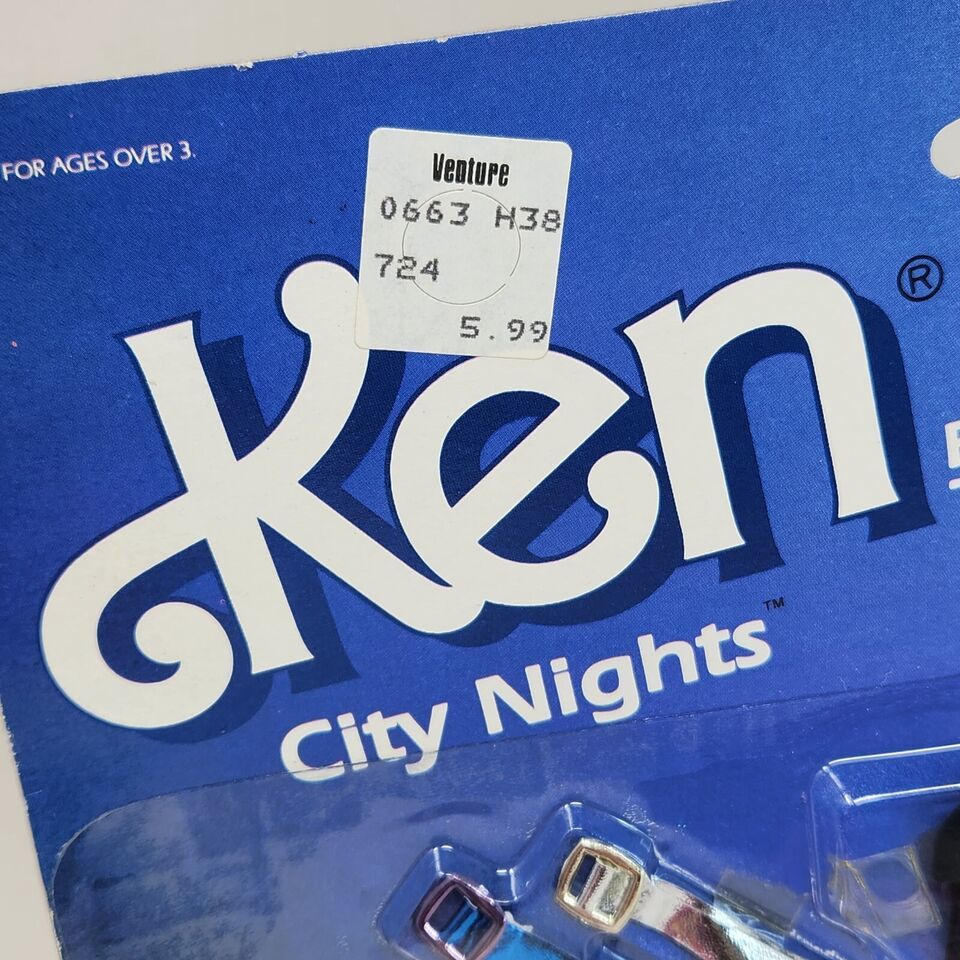 FOR AGES OVER 3.
Venture
0663 H38
724
5.99
Ken®
City Nights™